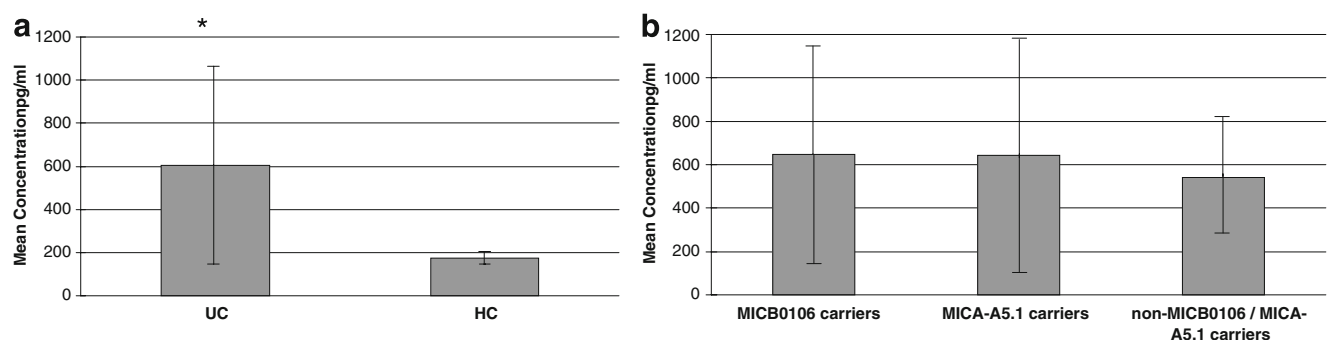 a
*
Mean Concentrationpg/ml
1200
1000
800
600
400
200
0
UC
HC
b
Mean Concentrationpg/ml
1200
1000
800
600
400
200
0
MICB0106 carriers
MICA-A5.1 carriers
non-MICB0106 / MICA-
A5.1 carriers